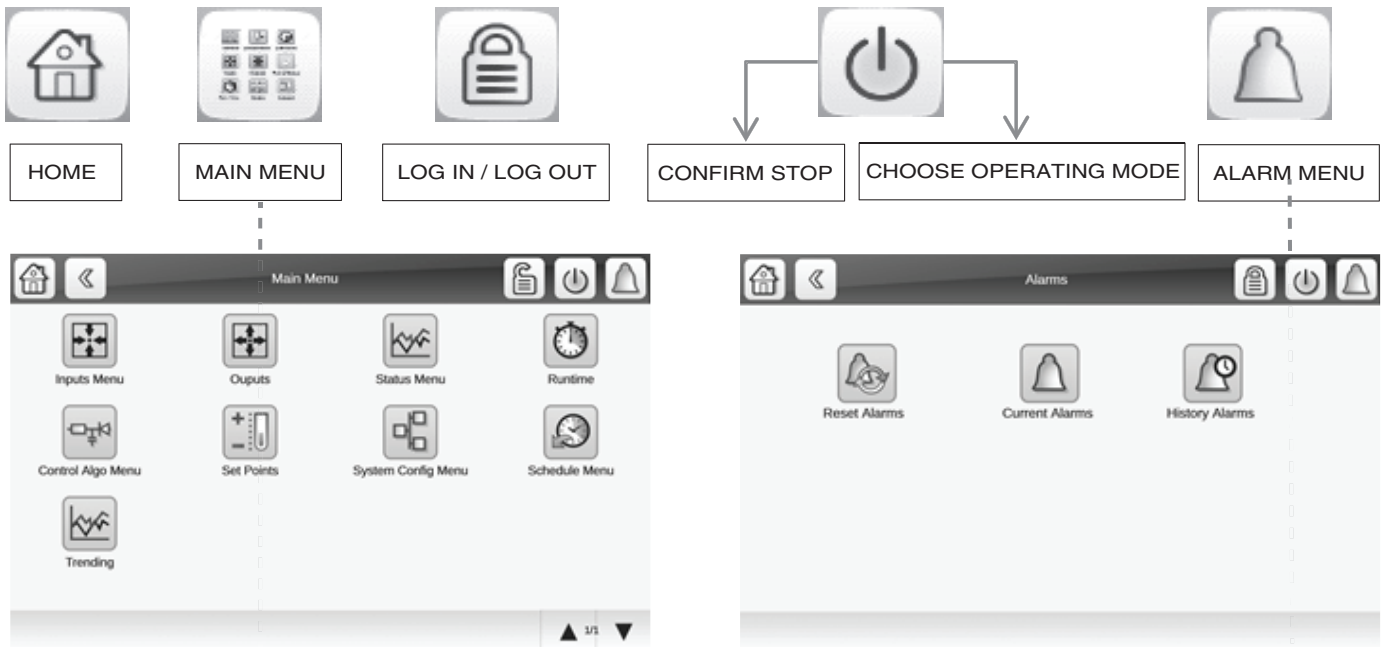 HOME
MAIN MENU
LOG IN / LOG OUT
CONFIRM STOP
CHOOSE OPERATING MODE
ALARM MENU
Main Menu
Inputs Menu
Ouputs
Status Menu
Runtime
Control Algo Menu
Set Points
System Config Menu
Schedule Menu
Trending
1/1
Alarms
Reset Alarms
Current Alarms
History Alarms